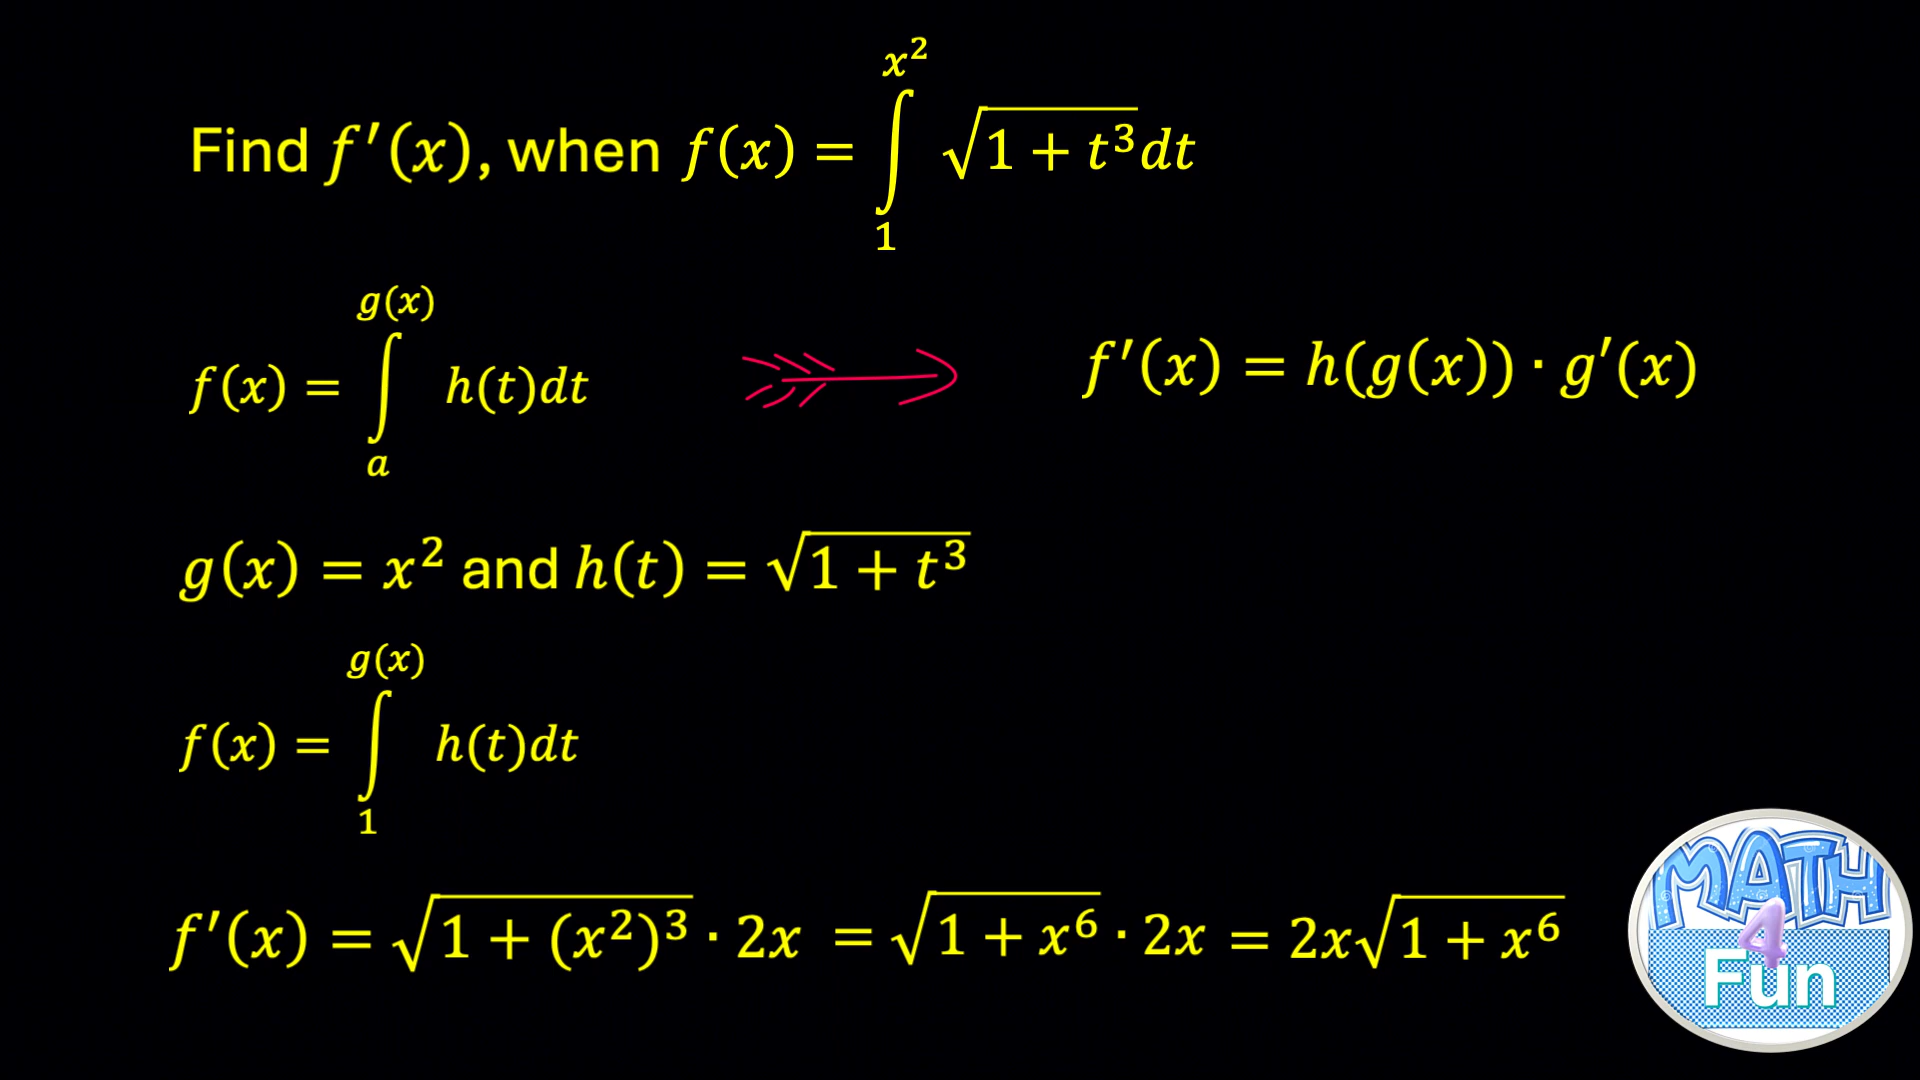 Find f′(x), when f(x) = ∫₁^{x²} √(1 + t³) dt
f(x) = ∫ₐ^{g(x)} h(t)dt
f′(x) = h(g(x)) · g′(x)
g(x) = x² and h(t) = √(1 + t³)
f(x) = ∫₁^{g(x)} h(t)dt
f′(x) = √(1 + (x²)³) · 2x = √(1 + x⁶) · 2x = 2x√(1 + x⁶)
MATH
4
Fun